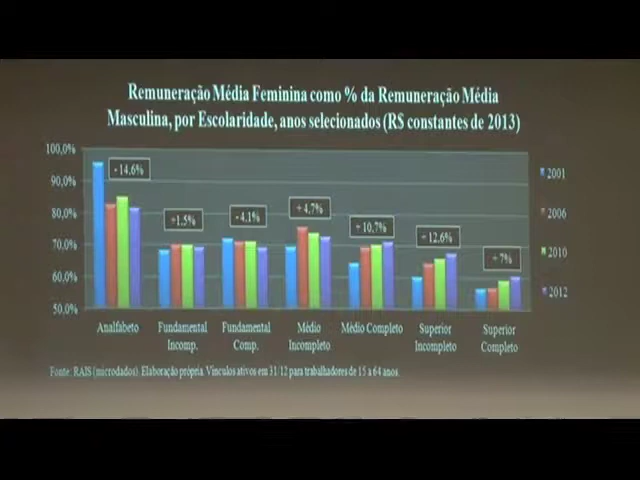 Remuneração Média Feminina como % da Remuneração Média
Masculina, por Escolaridade, anos selecionados (R$ constantes de 2013)
100,0%
90,0%
80,0%
70,0%
60,0%
50,0%
- 14,6%
+1,5%
- 4,1%
+ 4,7%
+ 10,7%
+ 12,6%
+ 7%
2001
2006
2010
2012
Analfabeto
Fundamental
Incomp.
Fundamental
Comp.
Médio
Incompleto
Médio Completo
Superior
Incompleto
Superior
Completo
Fonte: RAIS (microdados). Elaboração própria. Vínculos ativos em 31/12 para trabalhadores de 15 a 64 anos.